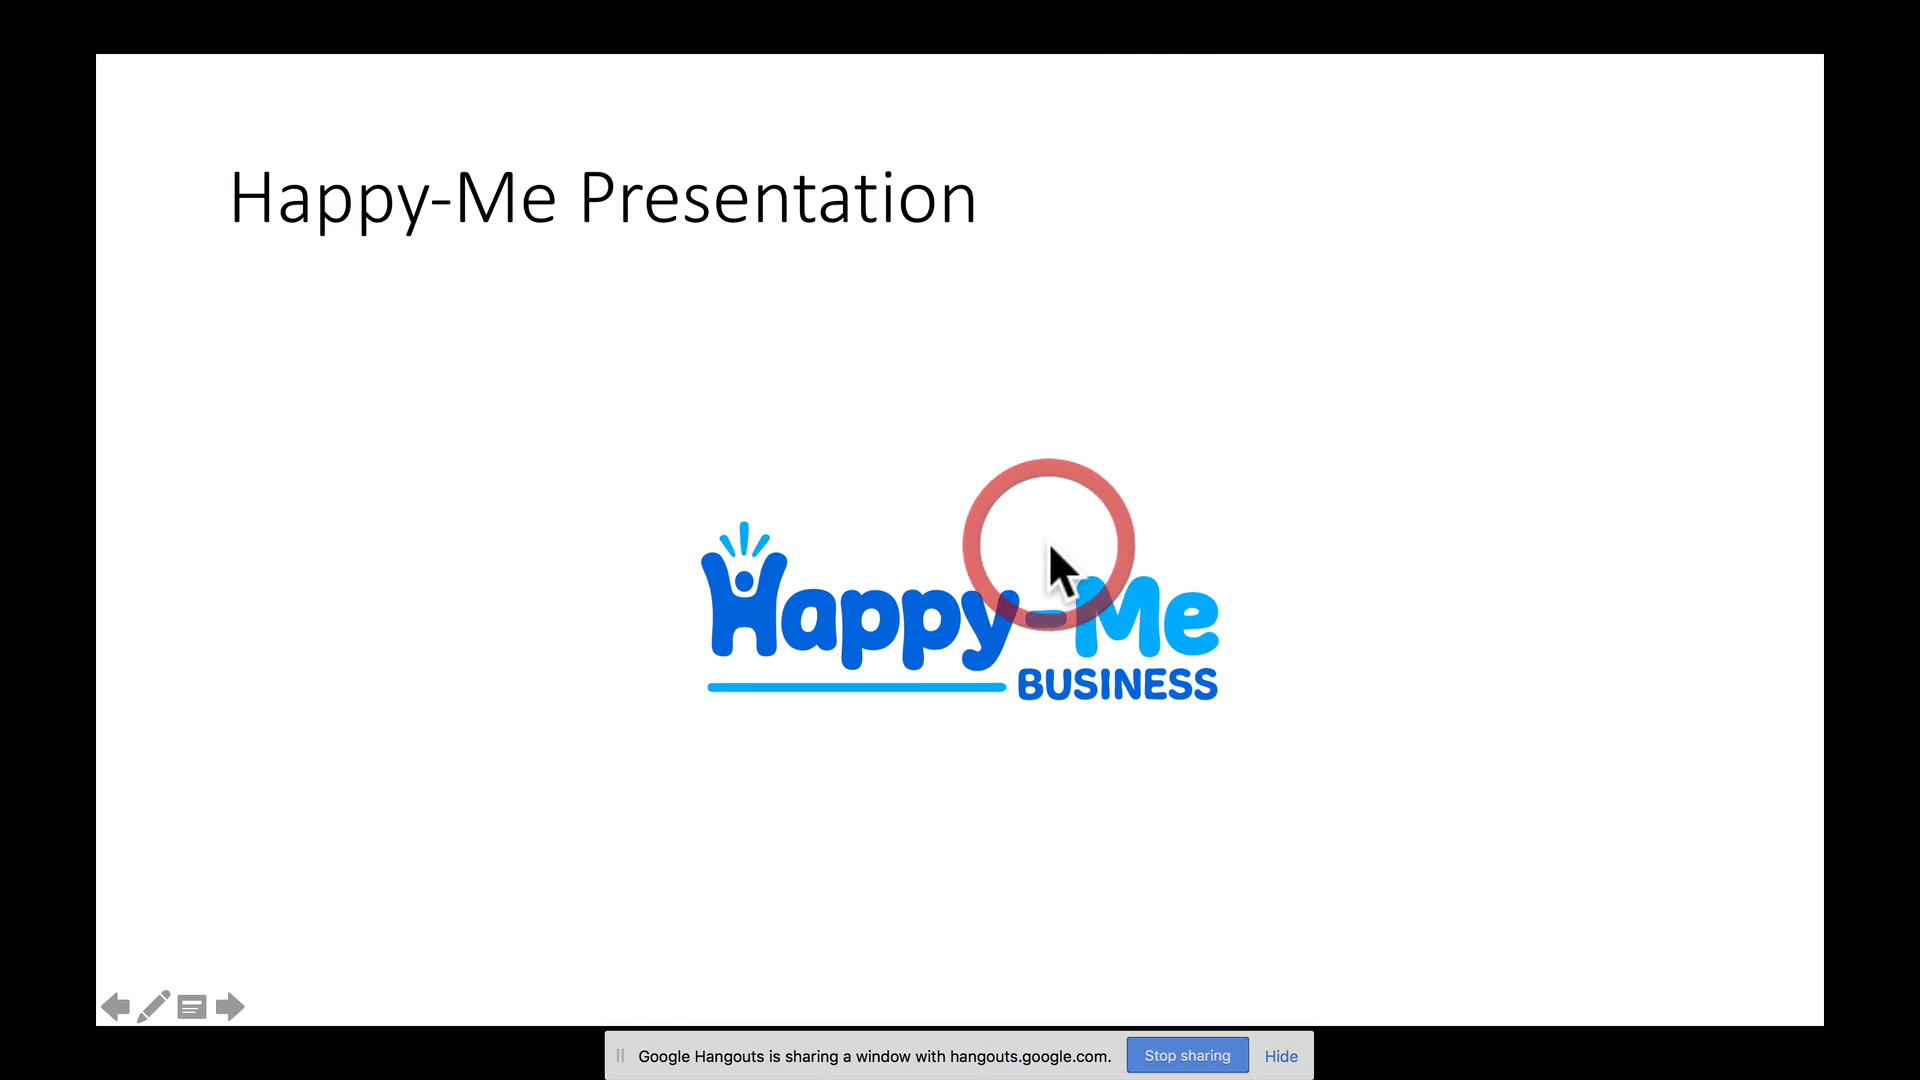 Happy-Me Presentation
Happy-Me
BUSINESS
Google Hangouts is sharing a window with hangouts.google.com.
Stop sharing
Hide